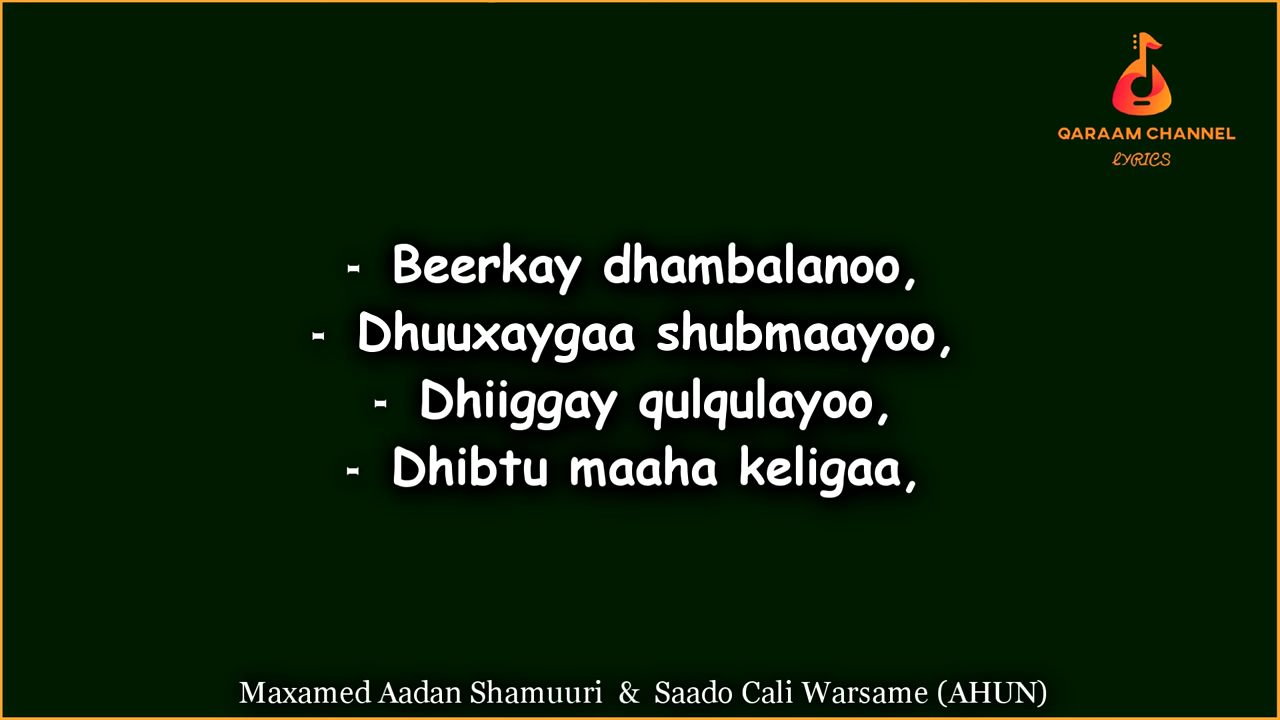 QARAAM CHANNEL
LYRICS
- Beerkay dhambalanoo,
- Dhuuxaygaa shubmaayoo,
- Dhiiggay qulqulayoo,
- Dhibtu maaha keligaa,
Maxamed Aadan Shamuuri & Saado Cali Warsame (AHUN)